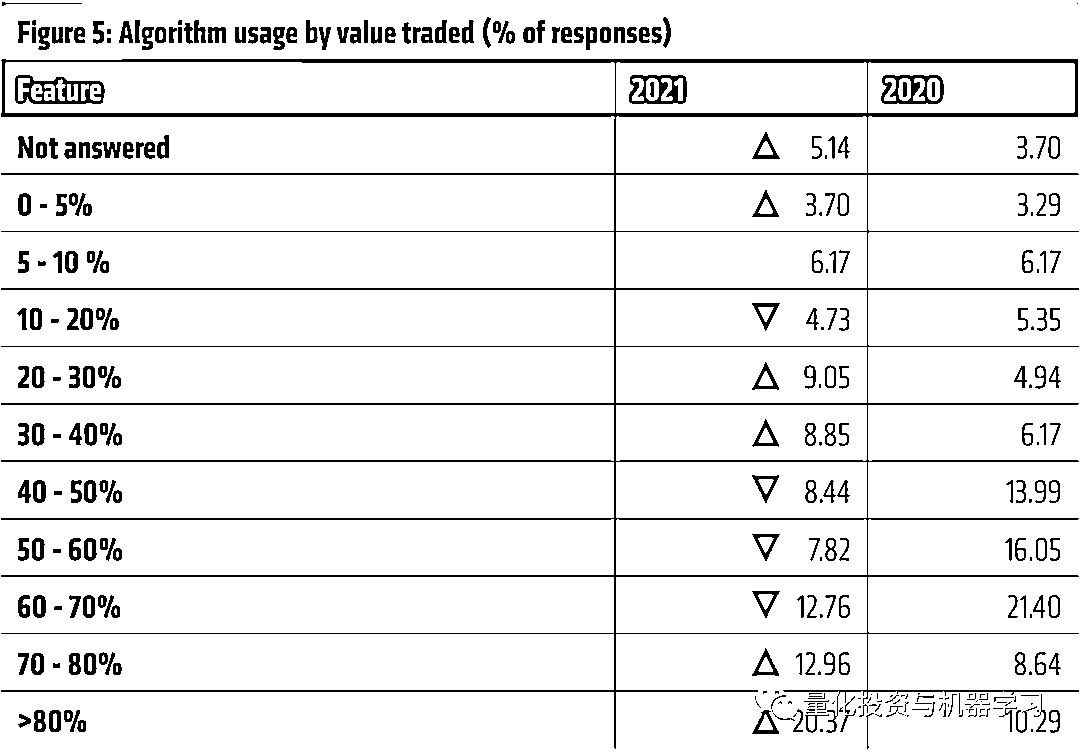 Figure 5: Algorithm usage by value traded (% of responses)
Feature 2021 2020
Not answered △ 5.14 3.70
0 - 5% △ 3.70 3.29
5 - 10 % 6.17 6.17
10 - 20% ▽ 4.73 5.35
20 - 30% △ 9.05 4.94
30 - 40% △ 8.85 6.17
40 - 50% ▽ 8.44 13.99
50 - 60% ▽ 7.82 16.05
60 - 70% ▽ 12.76 21.40
70 - 80% △ 12.96 8.64
量化投资与机器学习
>80% △ 20.37 10.29